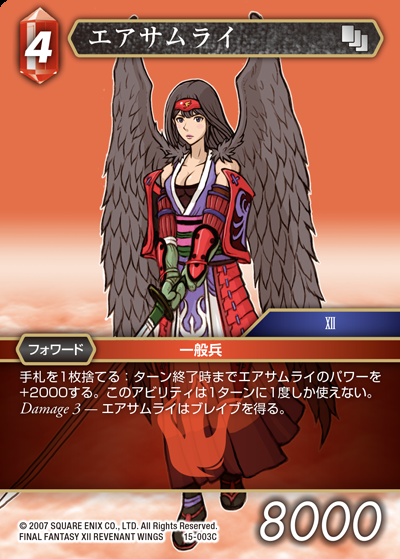 4
エアサムライ
XII
フォワード
一般兵
手札を1枚捨てる：ターン終了時までエアサムライのパワーを
+2000する。このアビリティは1ターンに1度しか使えない。
Damage 3 — エアサムライはブレイブを得る。
© 2007 SQUARE ENIX CO., LTD. All Rights Reserved.
FINAL FANTASY XII REVENANT WINGS 15-003C
8000